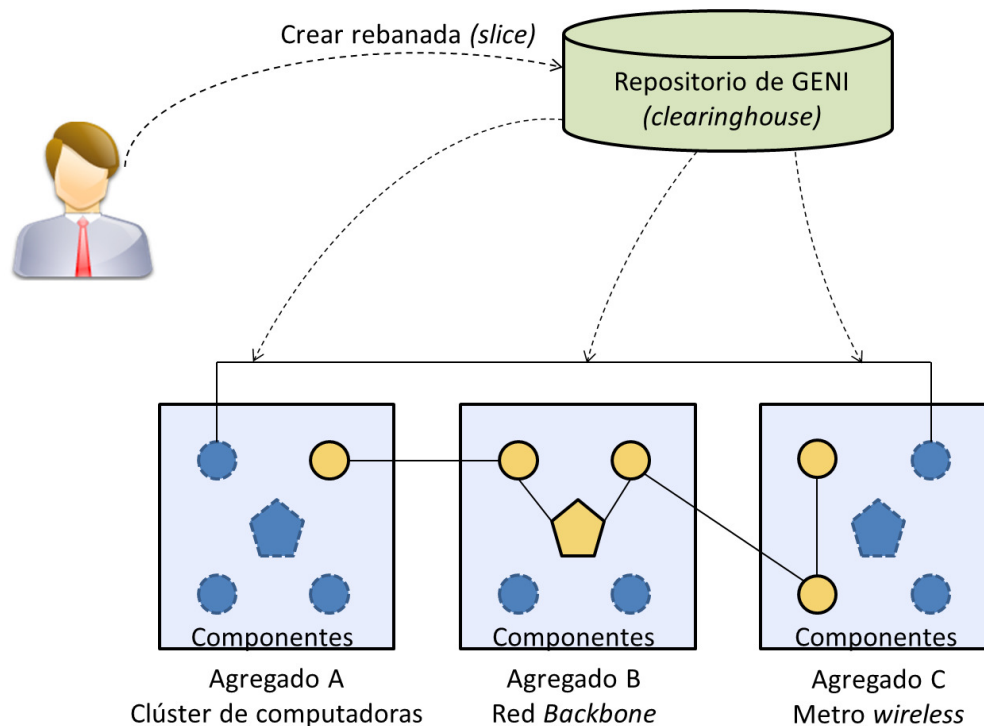 Crear rebanada (slice)
Repositorio de GENI
(clearinghouse)
Componentes
Componentes
Componentes
Agregado A
Clúster de computadoras
Agregado B
Red Backbone
Agregado C
Metro wireless